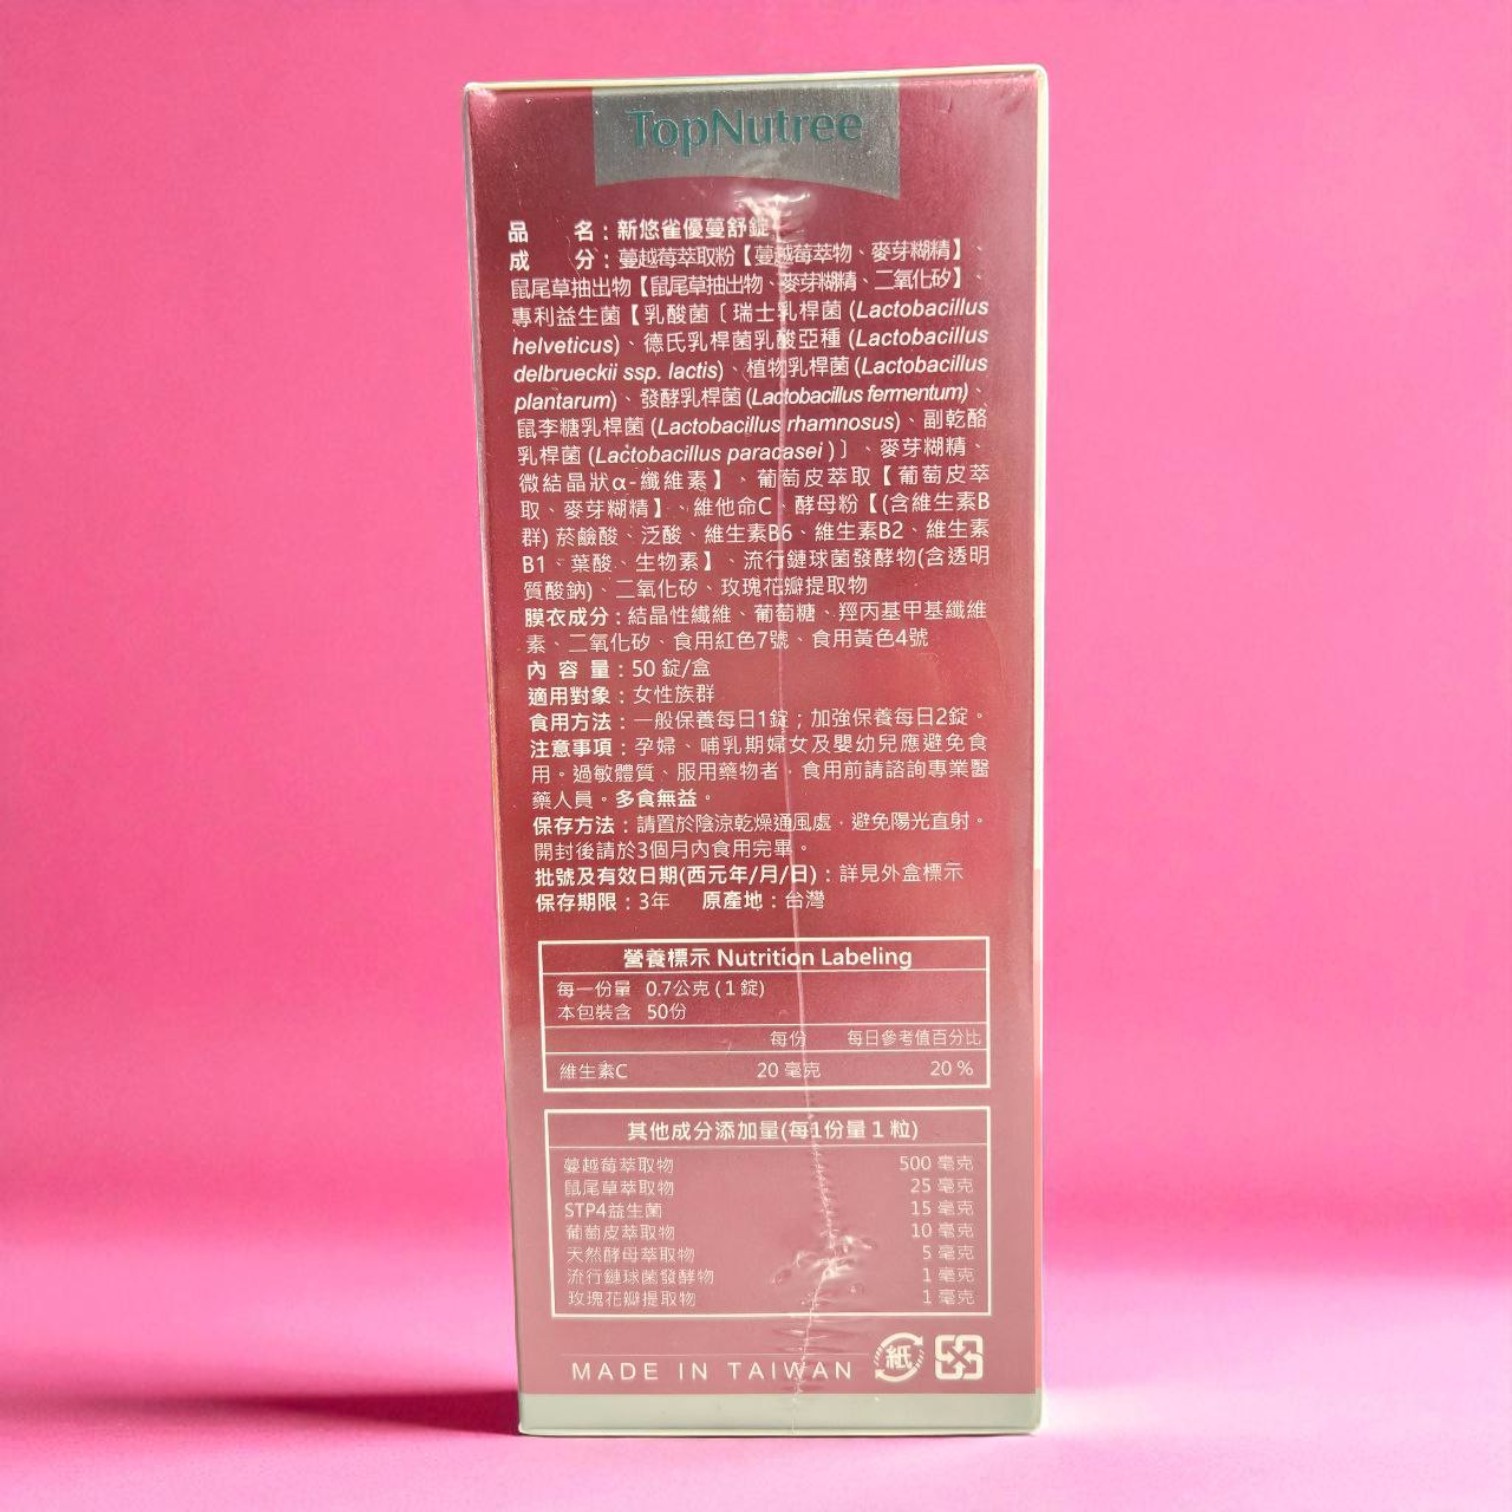 TopNutree
品　　名：新悠雀優蔓舒錠
成　　分：蔓越莓萃取粉【蔓越莓萃物、麥芽糊精】、
鼠尾草抽出物【鼠尾草抽出物、麥芽糊精、二氧化矽】、
專利益生菌【乳酸菌〔瑞士乳桿菌 (Lactobacillus
helveticus)、德氏乳桿菌乳酸亞種 (Lactobacillus
delbrueckii ssp. lactis)、植物乳桿菌 (Lactobacillus
plantarum)、發酵乳桿菌 (Lactobacillus fermentum)、
鼠李糖乳桿菌 (Lactobacillus rhamnosus)、副乾酪
乳桿菌 (Lactobacillus paracasei )〕、麥芽糊精、
微結晶狀α-纖維素】、葡萄皮萃取【葡萄皮萃
取、麥芽糊精】、維他命C、酵母粉【(含維生素B
群) 菸鹼酸、泛酸、維生素B6、維生素B2、維生素
B1、葉酸、生物素】、流行鏈球菌發酵物(含透明
質酸鈉)、二氧化矽、玫瑰花瓣提取物
膜衣成分：結晶性纖維、葡萄糖、羥丙基甲基纖維
素、二氧化矽、食用紅色7號、食用黃色4號
內 容 量：50 錠/盒
適用對象：女性族群
食用方法：一般保養每日1錠；加強保養每日2錠。
注意事項：孕婦、哺乳期婦女及嬰幼兒應避免食
用。過敏體質、服用藥物者，食用前請諮詢專業醫
藥人員。多食無益。
保存方法：請置於陰涼乾燥通風處，避免陽光直射。
開封後請於3個月內食用完畢。
批號及有效日期(西元年/月/日)：詳見外盒標示
保存期限：3年　原產地：台灣
營養標示 Nutrition Labeling
每一份量 0.7公克 (1 錠)
本包裝含 50份
每份 每日參考值百分比
維生素C 20 毫克 20 %
其他成分添加量(每1份量 1 粒)
蔓越莓萃取物 500 毫克
鼠尾草萃取物 25 毫克
STP4益生菌 15 毫克
葡萄皮萃取物 10 毫克
天然酵母萃取物 5 毫克
流行鏈球菌發酵物 1 毫克
玫瑰花瓣提取物 1 毫克
MADE IN TAIWAN 紙